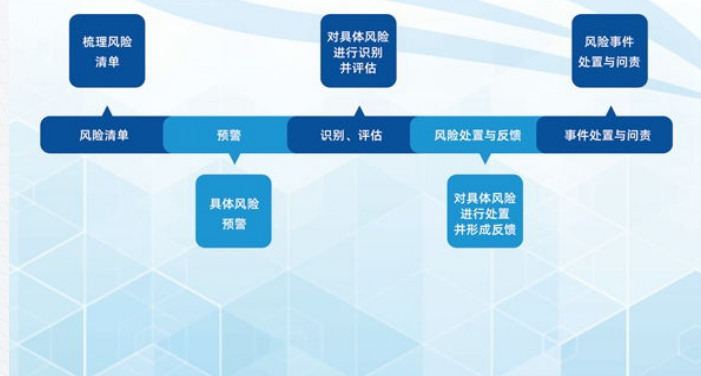 梳理风险
清单
对具体风险
进行识别
并评估
风险事件
处置与问责
风险清单
预警
识别、评估
风险处置与反馈
事件处置与问责
具体风险
预警
对具体风险
进行处置
并形成反馈